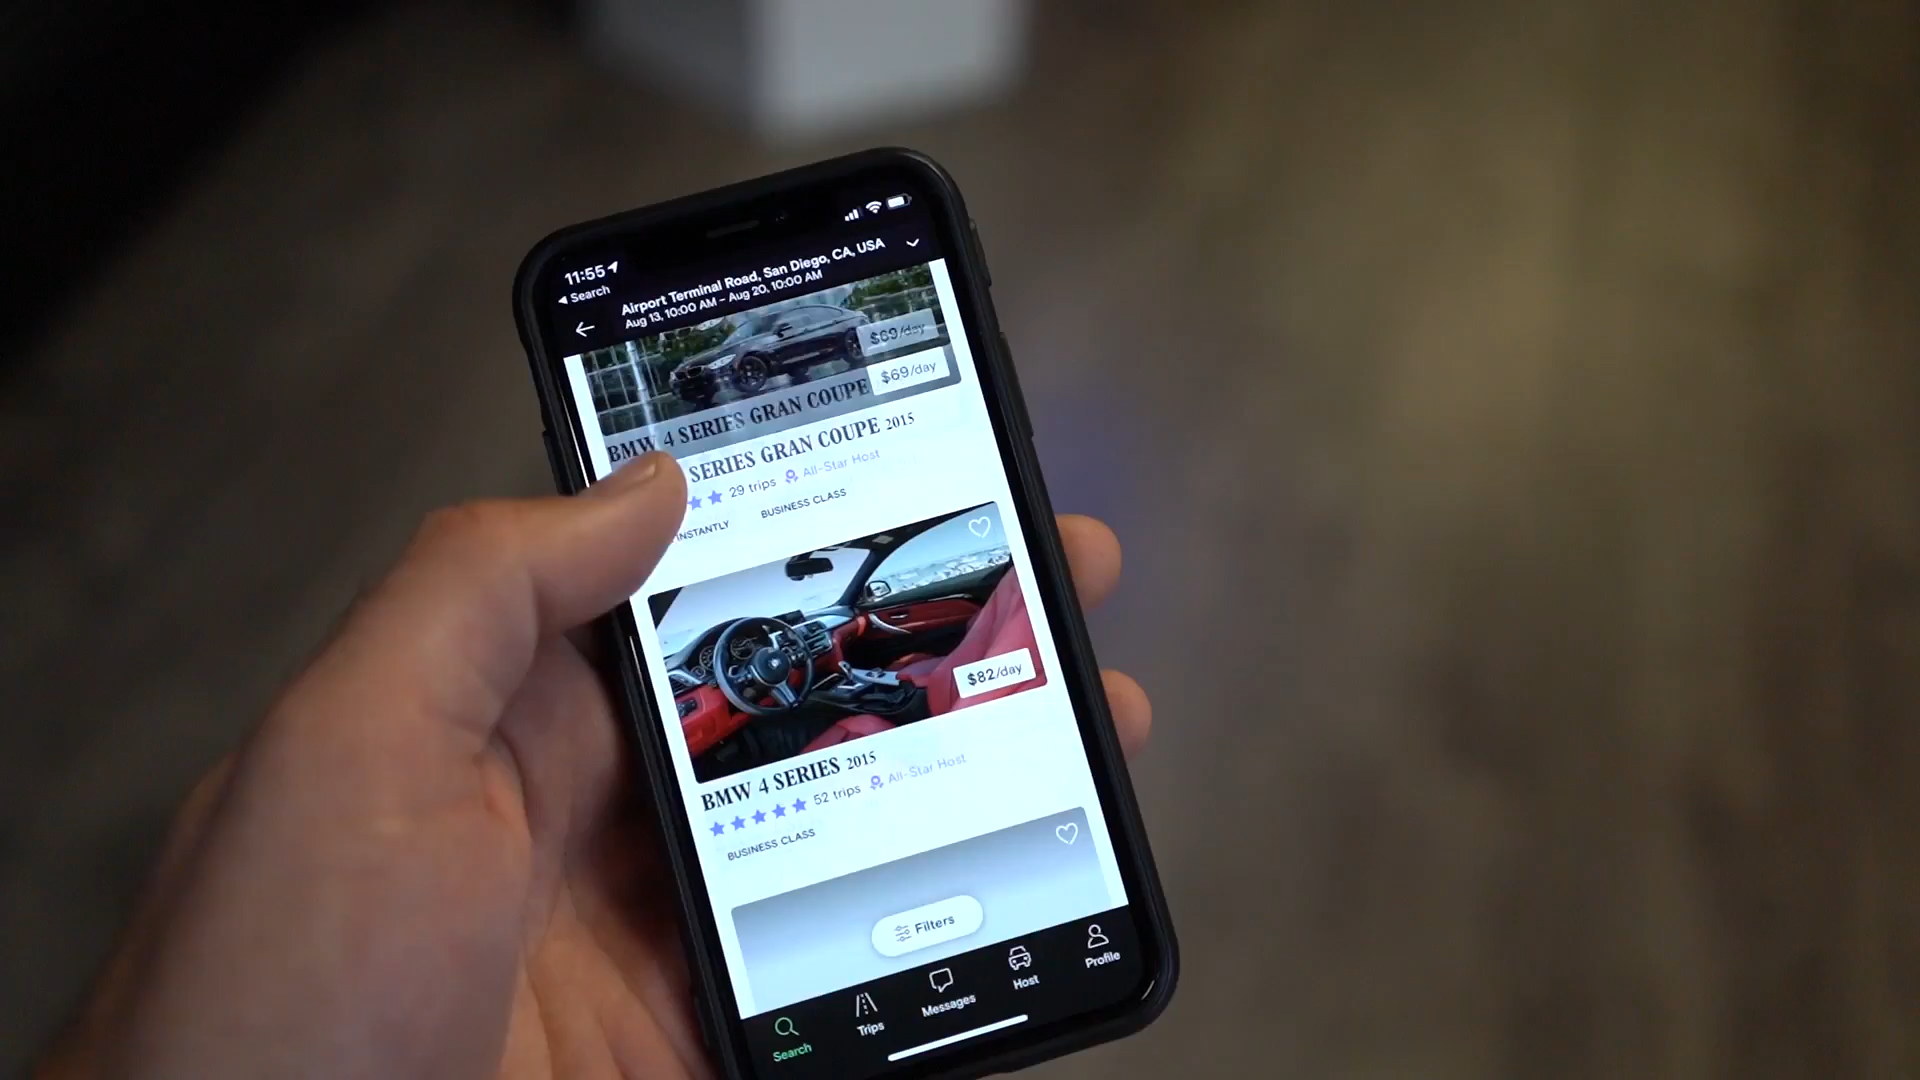 11:55
Search
Airport Terminal Road, San Diego, CA, USA
Aug 13, 10:00 AM – Aug 20, 10:00 AM
$69/day
$69/day
BMW 4 SERIES GRAN COUPE
SERIES GRAN COUPE 2015
29 trips All-Star Host
INSTANTLY BUSINESS CLASS
$82/day
BMW 4 SERIES 2015
52 trips All-Star Host
BUSINESS CLASS
Filters
Search Trips Messages Host Profile